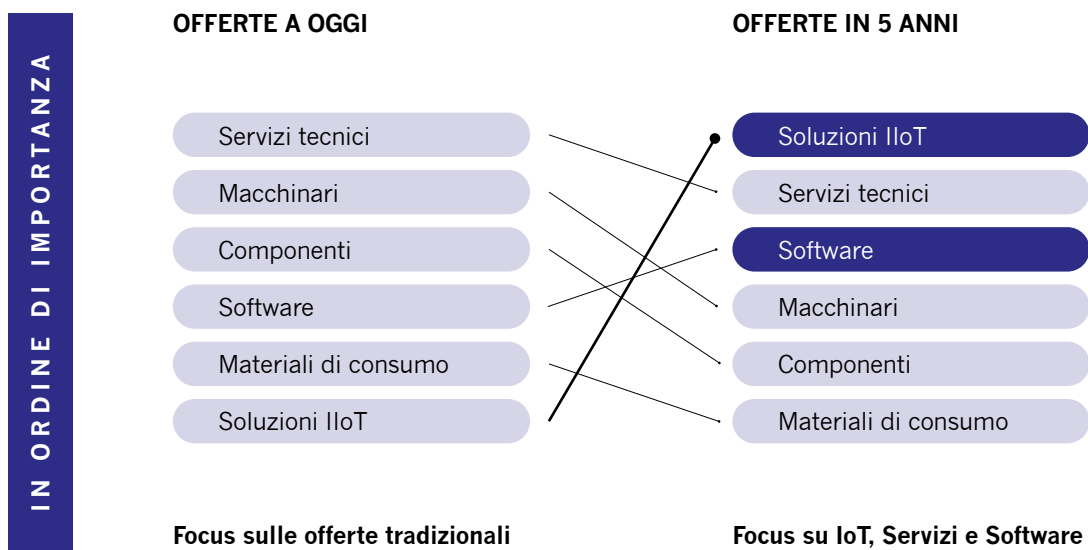 IN ORDINE DI IMPORTANZA
OFFERTE A OGGI
Servizi tecnici
Macchinari
Componenti
Software
Materiali di consumo
Soluzioni IIoT
Focus sulle offerte tradizionali
OFFERTE IN 5 ANNI
Soluzioni IIoT
Servizi tecnici
Software
Macchinari
Componenti
Materiali di consumo
Focus su IoT, Servizi e Software